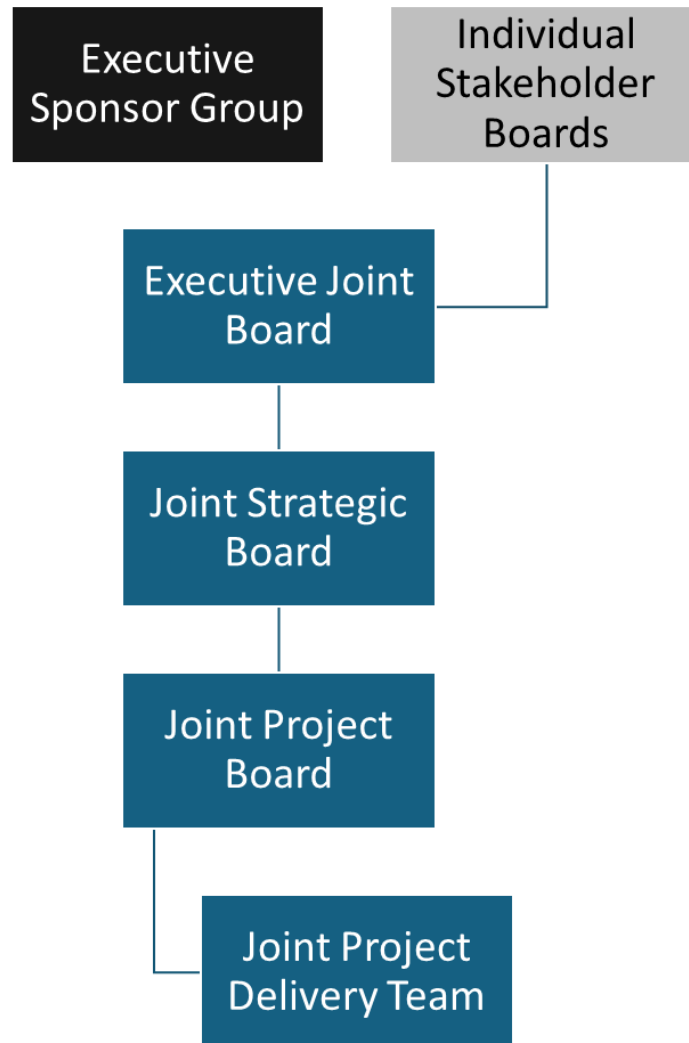 Executive
Sponsor Group
Individual
Stakeholder
Boards
Executive Joint
Board
Joint Strategic
Board
Joint Project
Board
Joint Project
Delivery Team